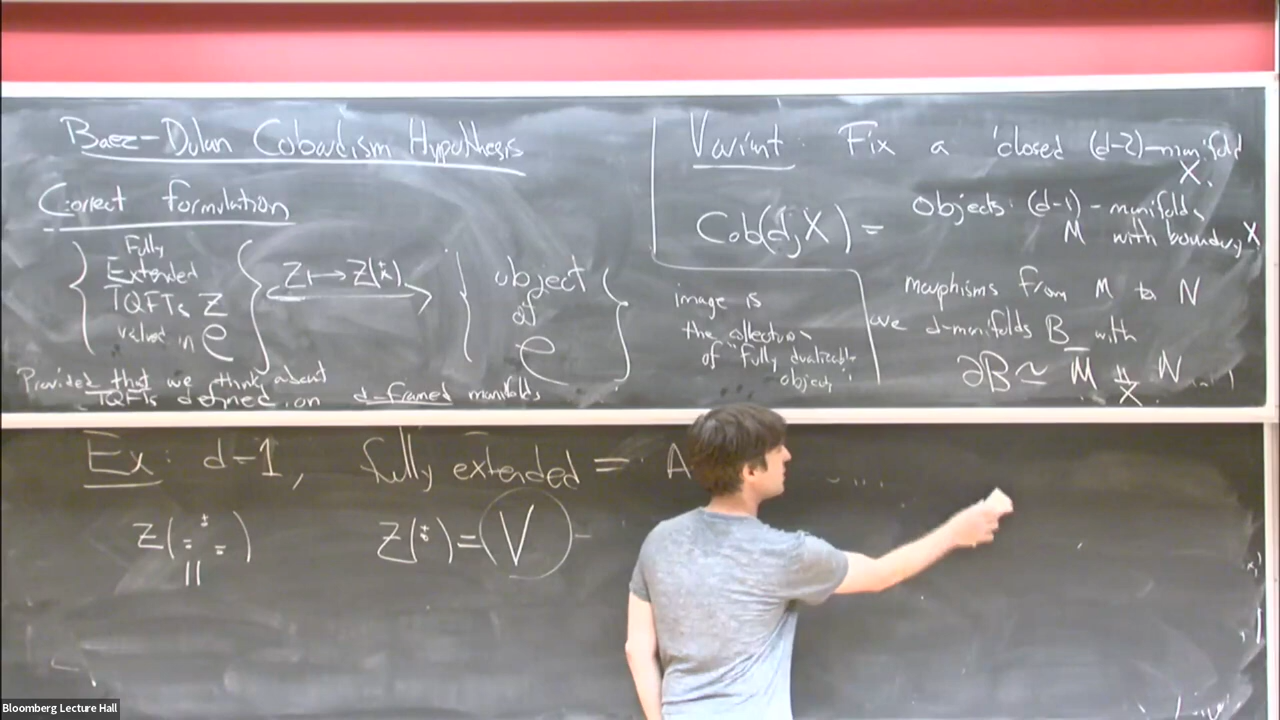 Baez-Dolan Cobordism Hypothesis
Correct formulation
Fully
Extended
TQFTs Z
valued in C
Z ↦ Z(*)
object
of
C
image is
the collection
of "fully dualizable
objects"
Provided that we think about
TQFTs defined on d-framed manifolds
Variant: Fix a closed (d-2)-manifold
X.
Cob(d, X) =
Objects: (d-1)-manifolds
M with boundary X
morphisms from M to N
are d-manifolds B with
∂B ≃ M ⨿ N
X
Ex: d=1, fully extended = A
Z(
Z( ) = V
Bloomberg Lecture Hall